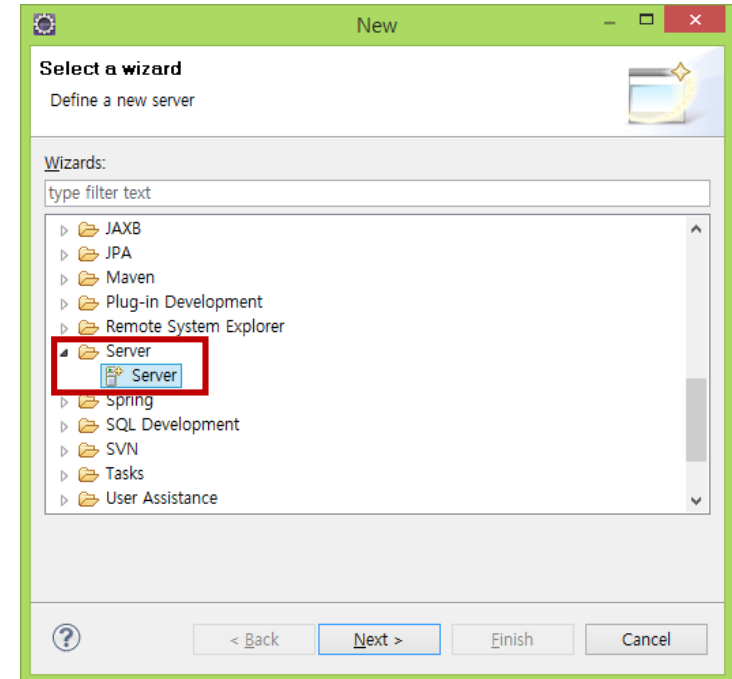 New
Select a wizard
Define a new server
Wizards:
type filter text
JAXB
JPA
Maven
Plug-in Development
Remote System Explorer
Server
Server
Spring
SQL Development
SVN
Tasks
User Assistance
? < Back Next > Finish Cancel